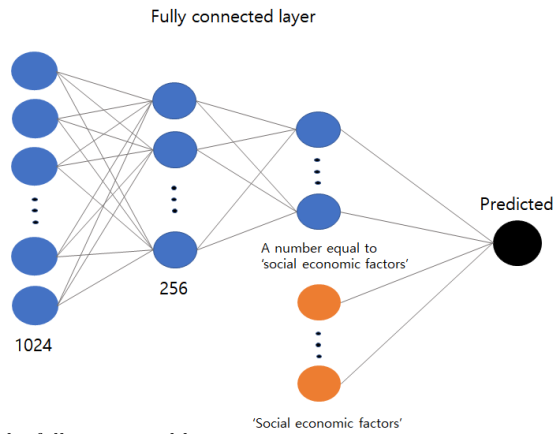 Fully connected layer
Predicted
A number equal to
'social economic factors'
256
1024
'Social economic factors'